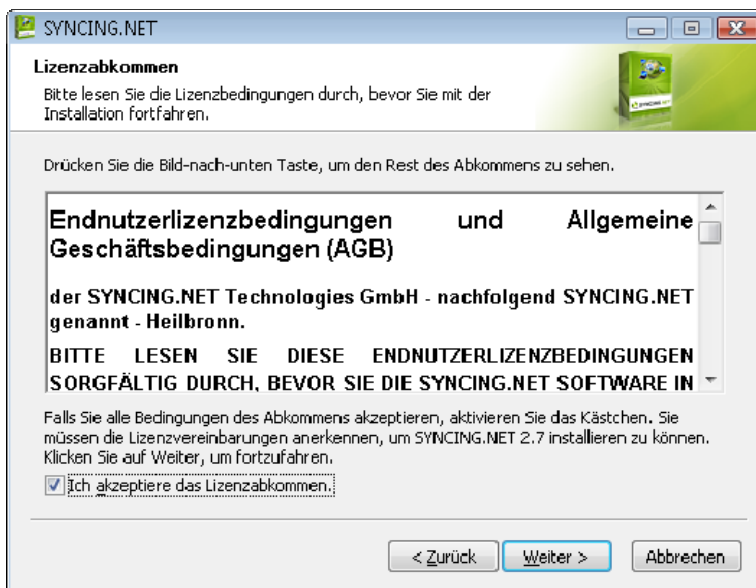 SYNCING.NET
Lizenzabkommen
Bitte lesen Sie die Lizenzbedingungen durch, bevor Sie mit der
Installation fortfahren.
SYNCING.NET
Drücken Sie die Bild-nach-unten Taste, um den Rest des Abkommens zu sehen.
Endnutzerlizenzbedingungen und Allgemeine
Geschäftsbedingungen (AGB)
der SYNCING.NET Technologies GmbH - nachfolgend SYNCING.NET
genannt - Heilbronn.
BITTE LESEN SIE DIESE ENDNUTZERLIZENZBEDINGUNGEN
SORGFÄLTIG DURCH, BEVOR SIE DIE SYNCING.NET SOFTWARE IN
Falls Sie alle Bedingungen des Abkommens akzeptieren, aktivieren Sie das Kästchen. Sie
müssen die Lizenzvereinbarungen anerkennen, um SYNCING.NET 2.7 installieren zu können.
Klicken Sie auf Weiter, um fortzufahren.
Ich akzeptiere das Lizenzabkommen.
< Zurück
Weiter >
Abbrechen